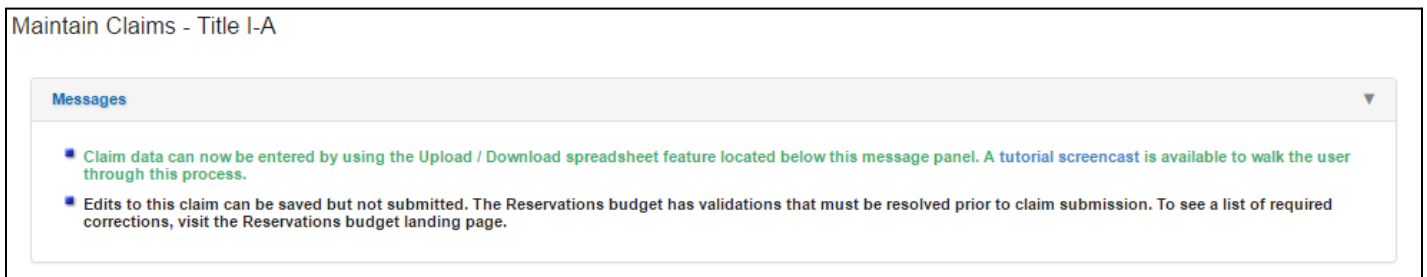 Maintain Claims - Title I-A
Messages
Claim data can now be entered by using the Upload / Download spreadsheet feature located below this message panel. A tutorial screencast is available to walk the user
through this process.
Edits to this claim can be saved but not submitted. The Reservations budget has validations that must be resolved prior to claim submission. To see a list of required
corrections, visit the Reservations budget landing page.